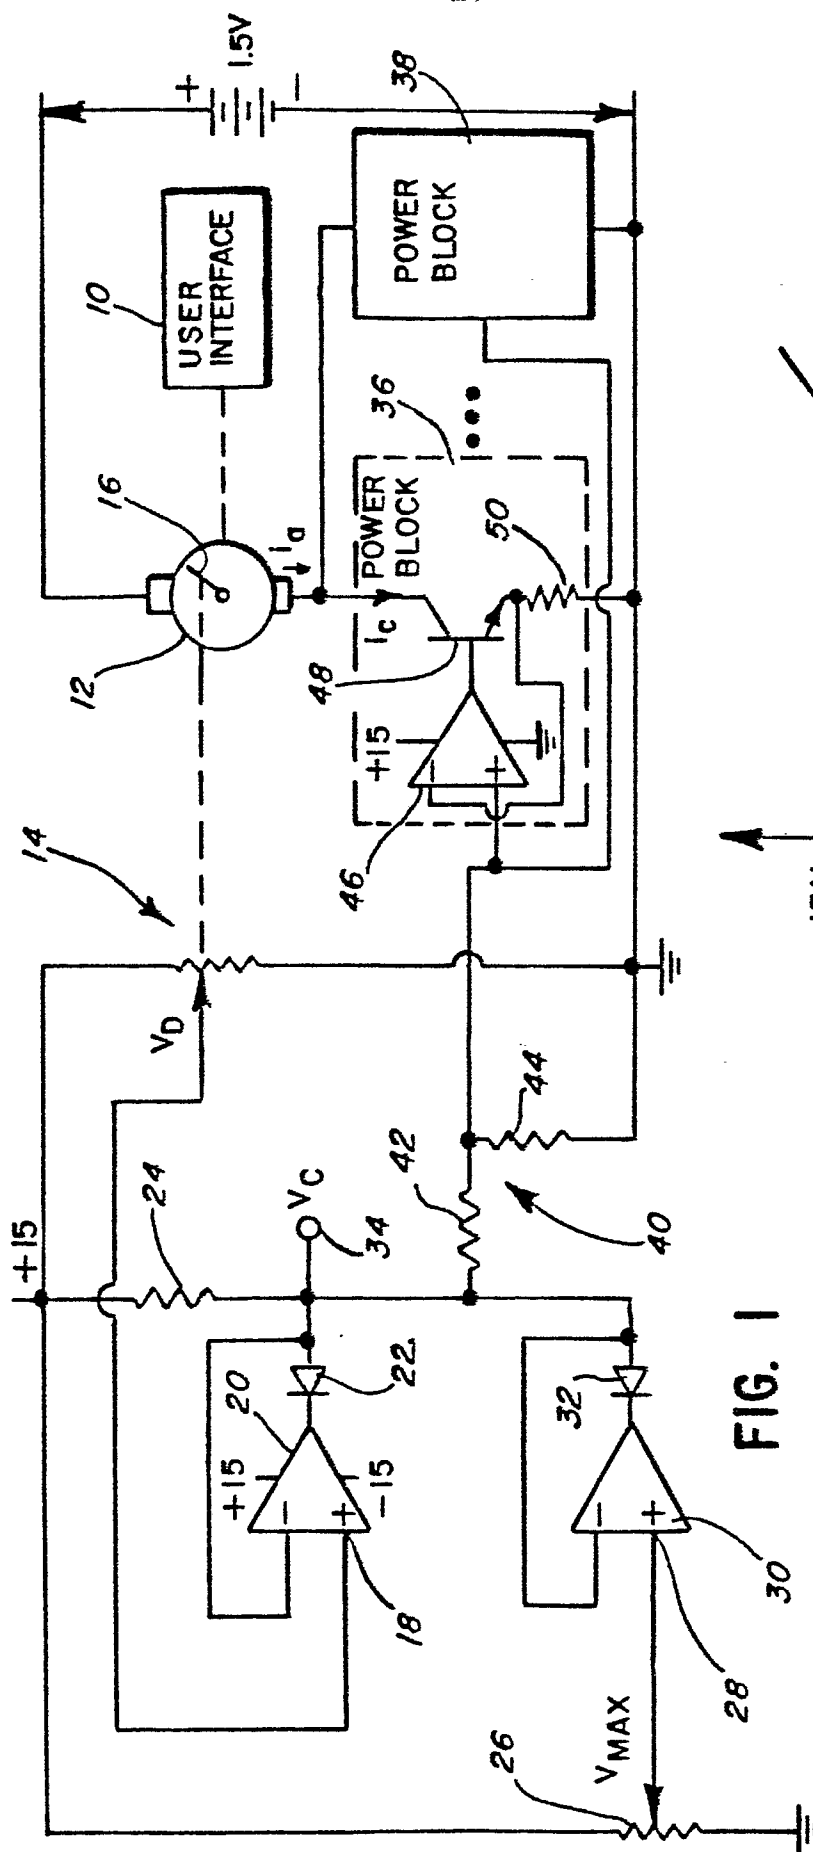 +15
24
VD
14
12
16
10
USER
INTERFACE
+
1.5V
−
Ia
20
+15
−
+
−15
18
22
VC
34
42
44
40
POWER
BLOCK
IC
36
+15
−
+
46
48
50
POWER
BLOCK
38
26
VMAX
28
−
+
30
32
FIG. 1